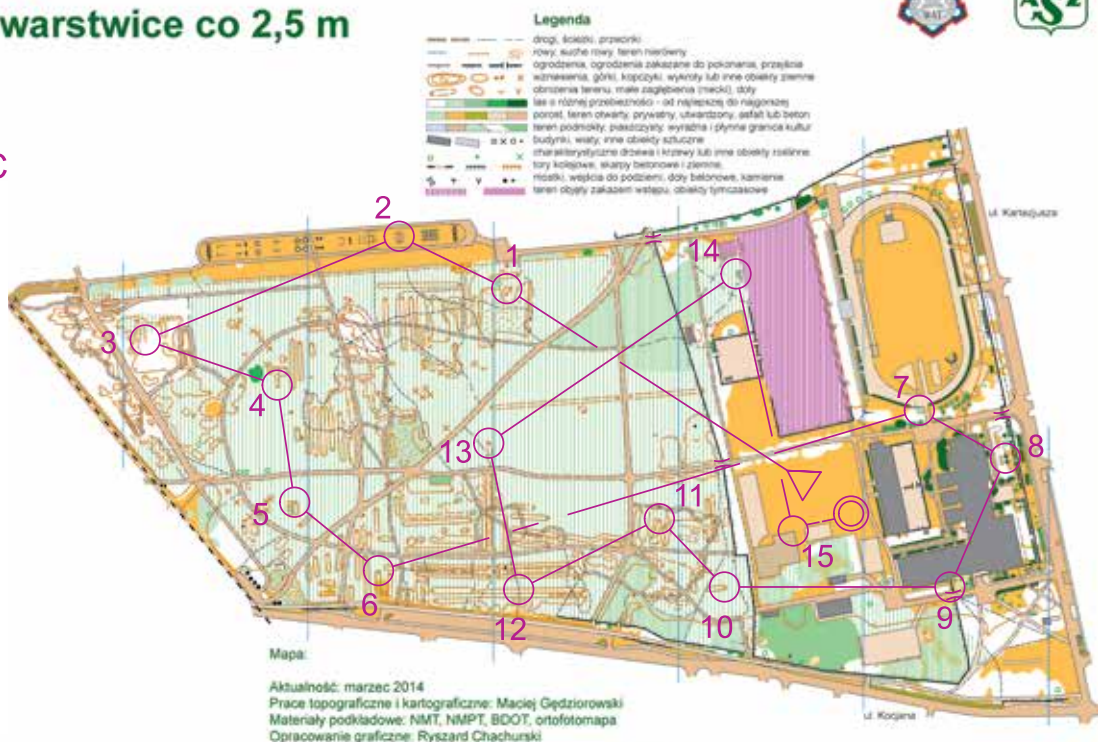 warstwice co 2,5 m
Legenda
drogi, ścieżki, przecinki
rowy, suche rowy, teren nierówny
ogrodzenia, ogrodzenia zakazane do pokonania, przejścia
wzniesienia, górki, kopczyki, wykroty lub inne obiekty ziemne
obniżenia terenu, małe zagłębienia (niecki), doły
las o różnej przebieżności - od najlepszej do najgorszej
porost, teren otwarty, prywatny, utwardzony, asfalt lub beton
teren podmokły, piaszczysty, wyraźna i płynna granica kultur
budynki, wiaty, inne obiekty sztuczne
charakterystyczne drzewa i krzewy lub inne obiekty roślinne
tory kolejowe, skarpy betonowe i ziemne,
mostki, wejścia do podziemi, doły betonowe, kamienie
teren objęty zakazem wstępu, obiekty tymczasowe
WAT
AZS
C
ul. Kartezjusza
2
14
1
3
7
4
8
13
11
5
15
6
10
9
12
ul. Kocjana
Mapa:
Aktualność: marzec 2014
Prace topograficzne i kartograficzne: Maciej Gędziorowski
Materiały podkładowe: NMT, NMPT, BDOT, ortofotomapa
Opracowanie graficzne: Ryszard Chachurski